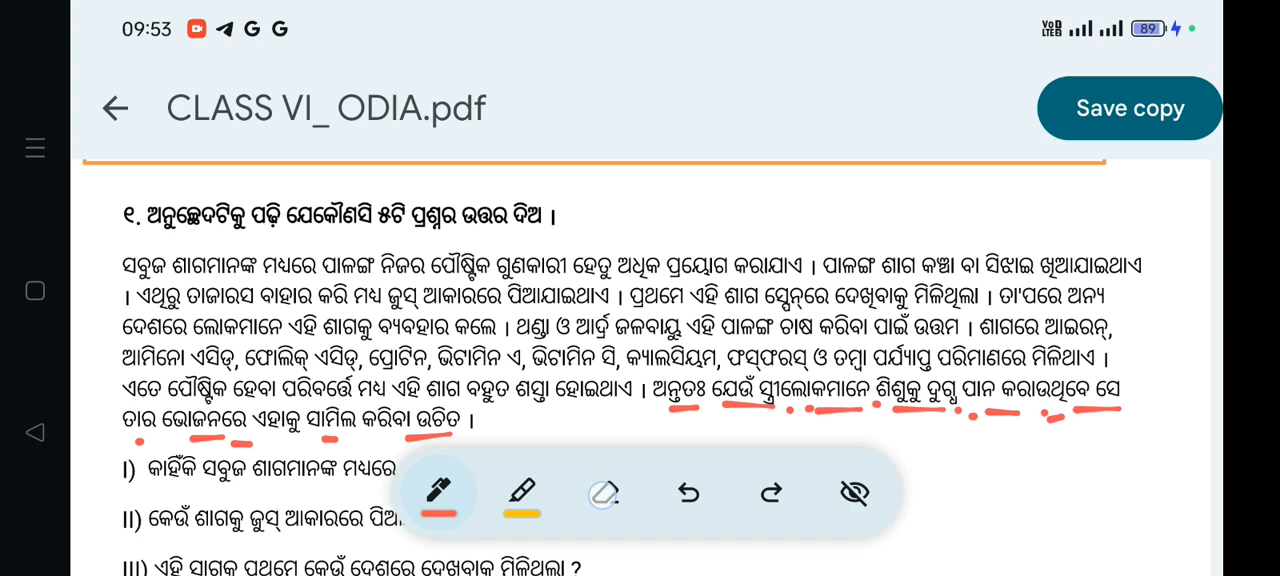 09:53 G G VoD LTE2 89
CLASS VI_ ODIA.pdf
Save copy
୧. ଅନୁଚ୍ଛେଦଟିକୁ ପଢ଼ି ଯେକୌଣସି ୫ଟି ପ୍ରଶ୍ନର ଉତ୍ତର ଦିଅ ।
ସବୁଜ ଶାଗମାନଙ୍କ ମଧ୍ୟରେ ପାଳଙ୍ଗ ନିଜର ପୌଷ୍ଟିକ ଗୁଣକାରୀ ହେତୁ ଅଧିକ ପ୍ରୟୋଗ କରାଯାଏ । ପାଳଙ୍ଗ ଶାଗ କଞ୍ଚା ବା ସିଝାଇ ଖିଆଯାଇଥାଏ
। ଏଥିରୁ ତାଜାରସ ବାହାର କରି ମଧ୍ୟ ଜୁସ୍ ଆକାରରେ ପିଆଯାଇଥାଏ । ପ୍ରଥମେ ଏହି ଶାଗ ସ୍ପେନ୍‌ରେ ଦେଖିବାକୁ ମିଳିଥିଲା । ତା'ପରେ ଅନ୍ୟ
ଦେଶରେ ଲୋକମାନେ ଏହି ଶାଗକୁ ବ୍ୟବହାର କଲେ । ଥଣ୍ଡା ଓ ଆର୍ଦ୍ର ଜଳବାୟୁ ଏହି ପାଳଙ୍ଗ ଚାଷ କରିବା ପାଇଁ ଉତ୍ତମ । ଶାଗରେ ଆଇରନ୍,
ଆମିନୋ ଏସିଡ୍, ଫୋଲିକ୍ ଏସିଡ୍, ପ୍ରୋଟିନ, ଭିଟାମିନ ଏ, ଭିଟାମିନ ସି, କ୍ୟାଲସିୟମ, ଫସ୍‌ଫରସ୍ ଓ ତମ୍ବା ପର୍ଯ୍ୟାପ୍ତ ପରିମାଣରେ ମିଳିଥାଏ ।
ଏତେ ପୌଷ୍ଟିକ ହେବା ପରିବର୍ତ୍ତେ ମଧ୍ୟ ଏହି ଶାଗ ବହୁତ ଶସ୍ତା ହୋଇଥାଏ । ଅନ୍ତତଃ ଯେଉଁ ସ୍ତ୍ରୀଲୋକମାନେ ଶିଶୁକୁ ଦୁଗ୍ଧ ପାନ କରାଉଥିବେ ସେ
ତାର ଭୋଜନରେ ଏହାକୁ ସାମିଲ କରିବା ଉଚିତ ।
I) କାହିଁକି ସବୁଜ ଶାଗମାନଙ୍କ ମଧ୍ୟରେ
II) କେଉଁ ଶାଗକୁ ଜୁସ୍ ଆକାରରେ
III) ଏହି ସାଗକୁ ପ୍ରଥମେ କେଉଁ ଦେଶରେ ଦେଖିବାକୁ ମିଳିଥିଲା ?